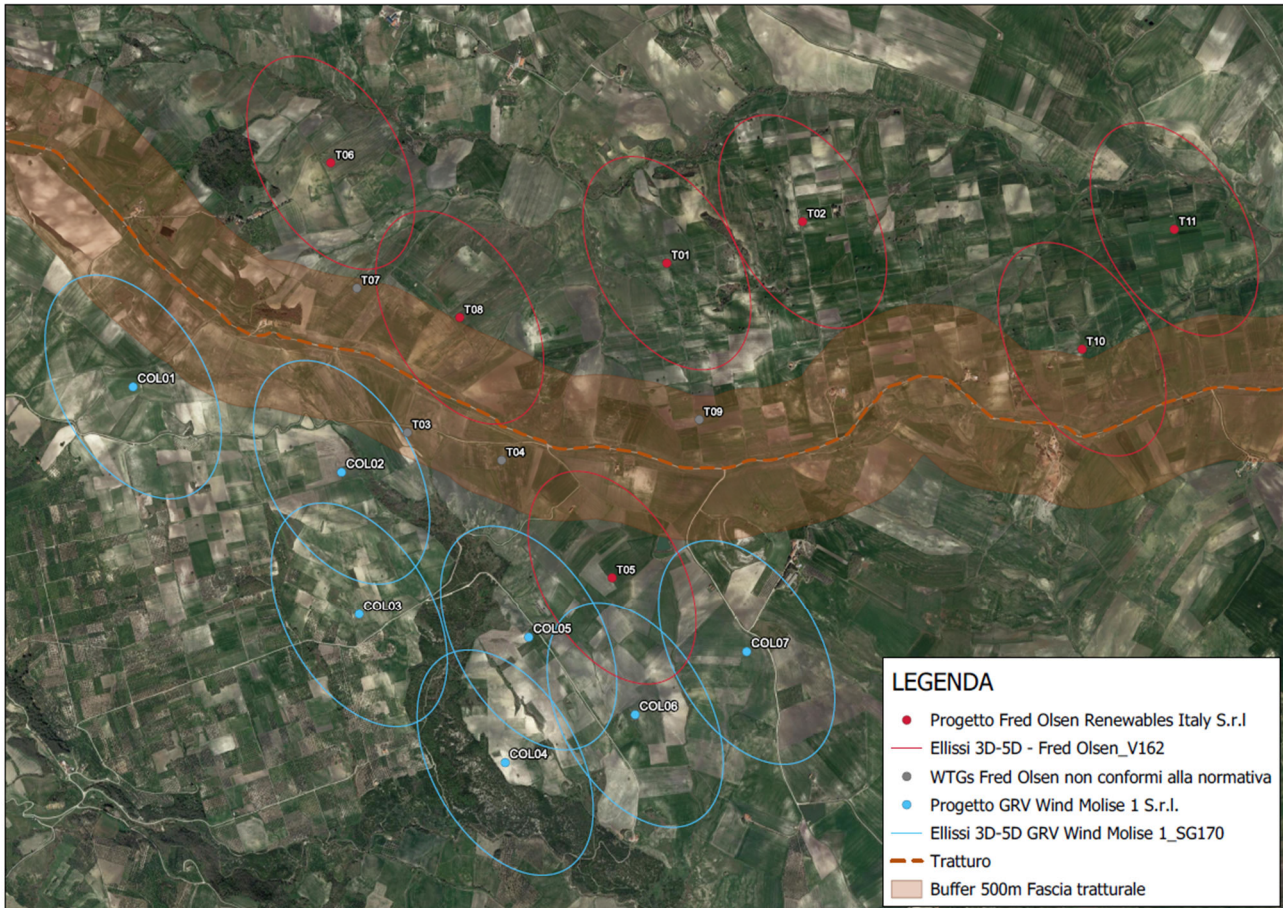 T06
T02
T11
T01
T07
T08
T10
COL01
T09
T03
T04
COL02
T05
COL03
COL05
COL07
COL06
COL04
LEGENDA
Progetto Fred Olsen Renewables Italy S.r.l
Ellissi 3D-5D - Fred Olsen_V162
WTGs Fred Olsen non conformi alla normativa
Progetto GRV Wind Molise 1 S.r.l.
Ellissi 3D-5D GRV Wind Molise 1_SG170
Tratturo
Buffer 500m Fascia tratturale